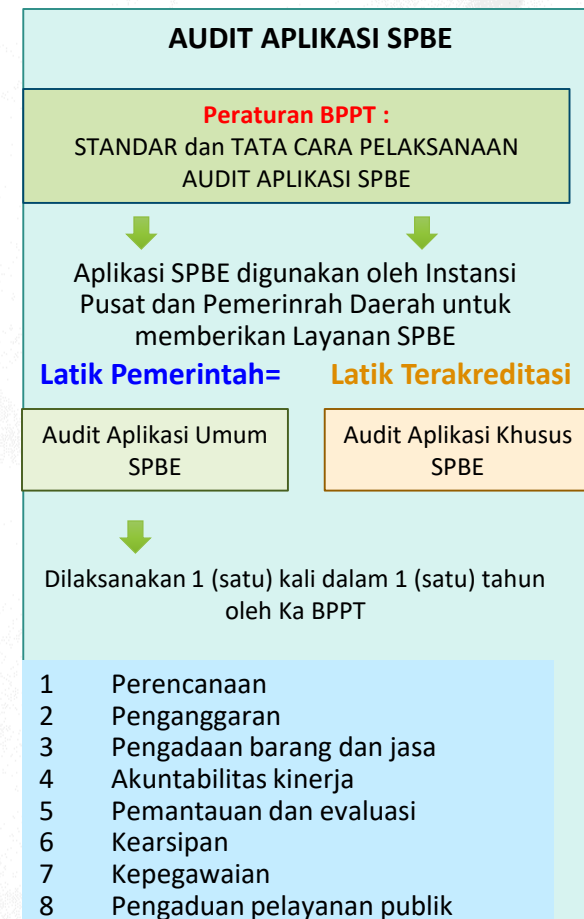 AUDIT APLIKASI SPBE
Peraturan BPPT :
STANDAR dan TATA CARA PELAKSANAAN
AUDIT APLIKASI SPBE
Aplikasi SPBE digunakan oleh Instansi
Pusat dan Pemerinrah Daerah untuk
memberikan Layanan SPBE
Latik Pemerintah= Latik Terakreditasi
Audit Aplikasi Umum
SPBE
Audit Aplikasi Khusus
SPBE
Dilaksanakan 1 (satu) kali dalam 1 (satu) tahun
oleh Ka BPPT
1 Perencanaan
2 Penganggaran
3 Pengadaan barang dan jasa
4 Akuntabilitas kinerja
5 Pemantauan dan evaluasi
6 Kearsipan
7 Kepegawaian
8 Pengaduan pelayanan publik